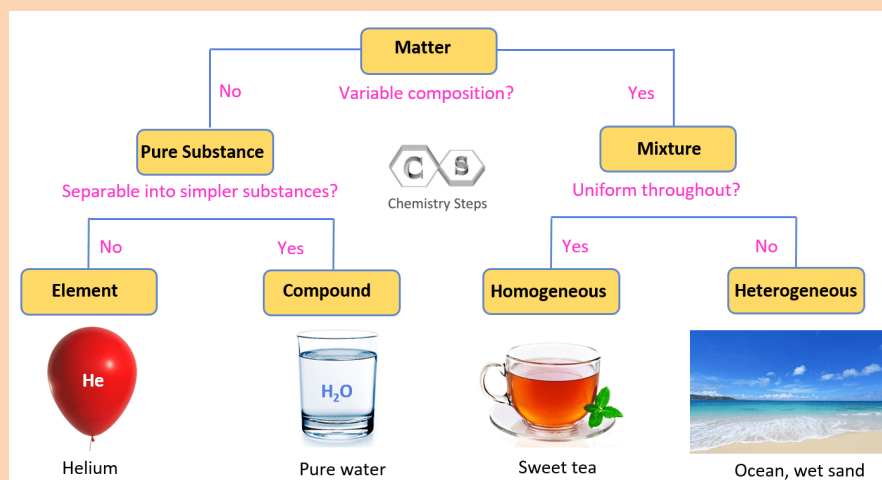 Matter
No
Variable composition?
Yes
Pure Substance
Mixture
C S
Separable into simpler substances?
Uniform throughout?
Chemistry Steps
No
Yes
Yes
No
Element
Compound
Homogeneous
Heterogeneous
He
H₂O
Helium
Pure water
Sweet tea
Ocean, wet sand